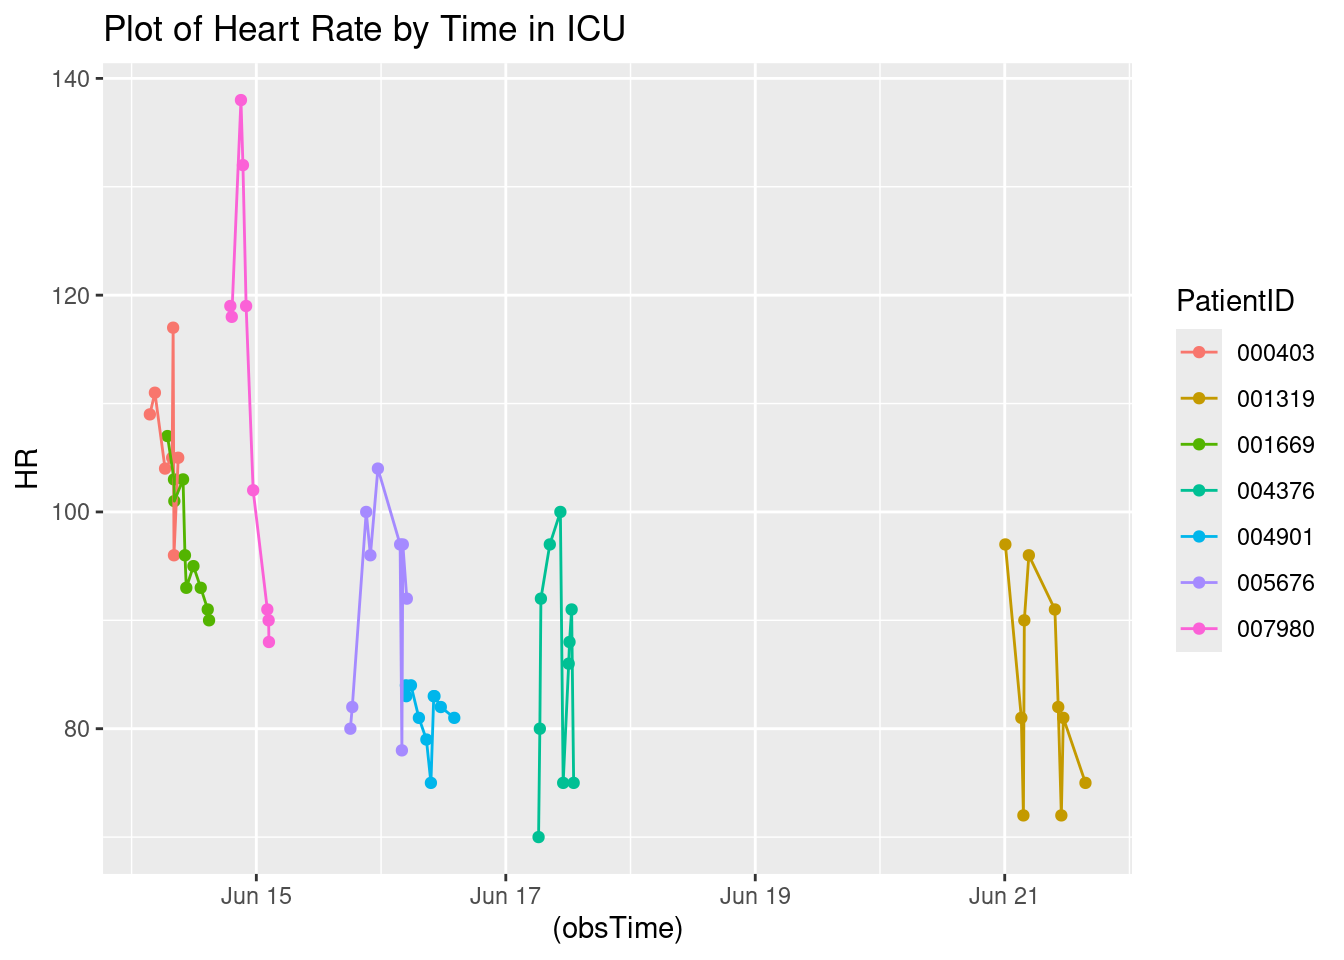 Plot of Heart Rate by Time in ICU
140
120
100
80
HR
Jun 15
Jun 17
Jun 19
Jun 21
(obsTime)
PatientID
000403
001319
001669
004376
004901
005676
007980